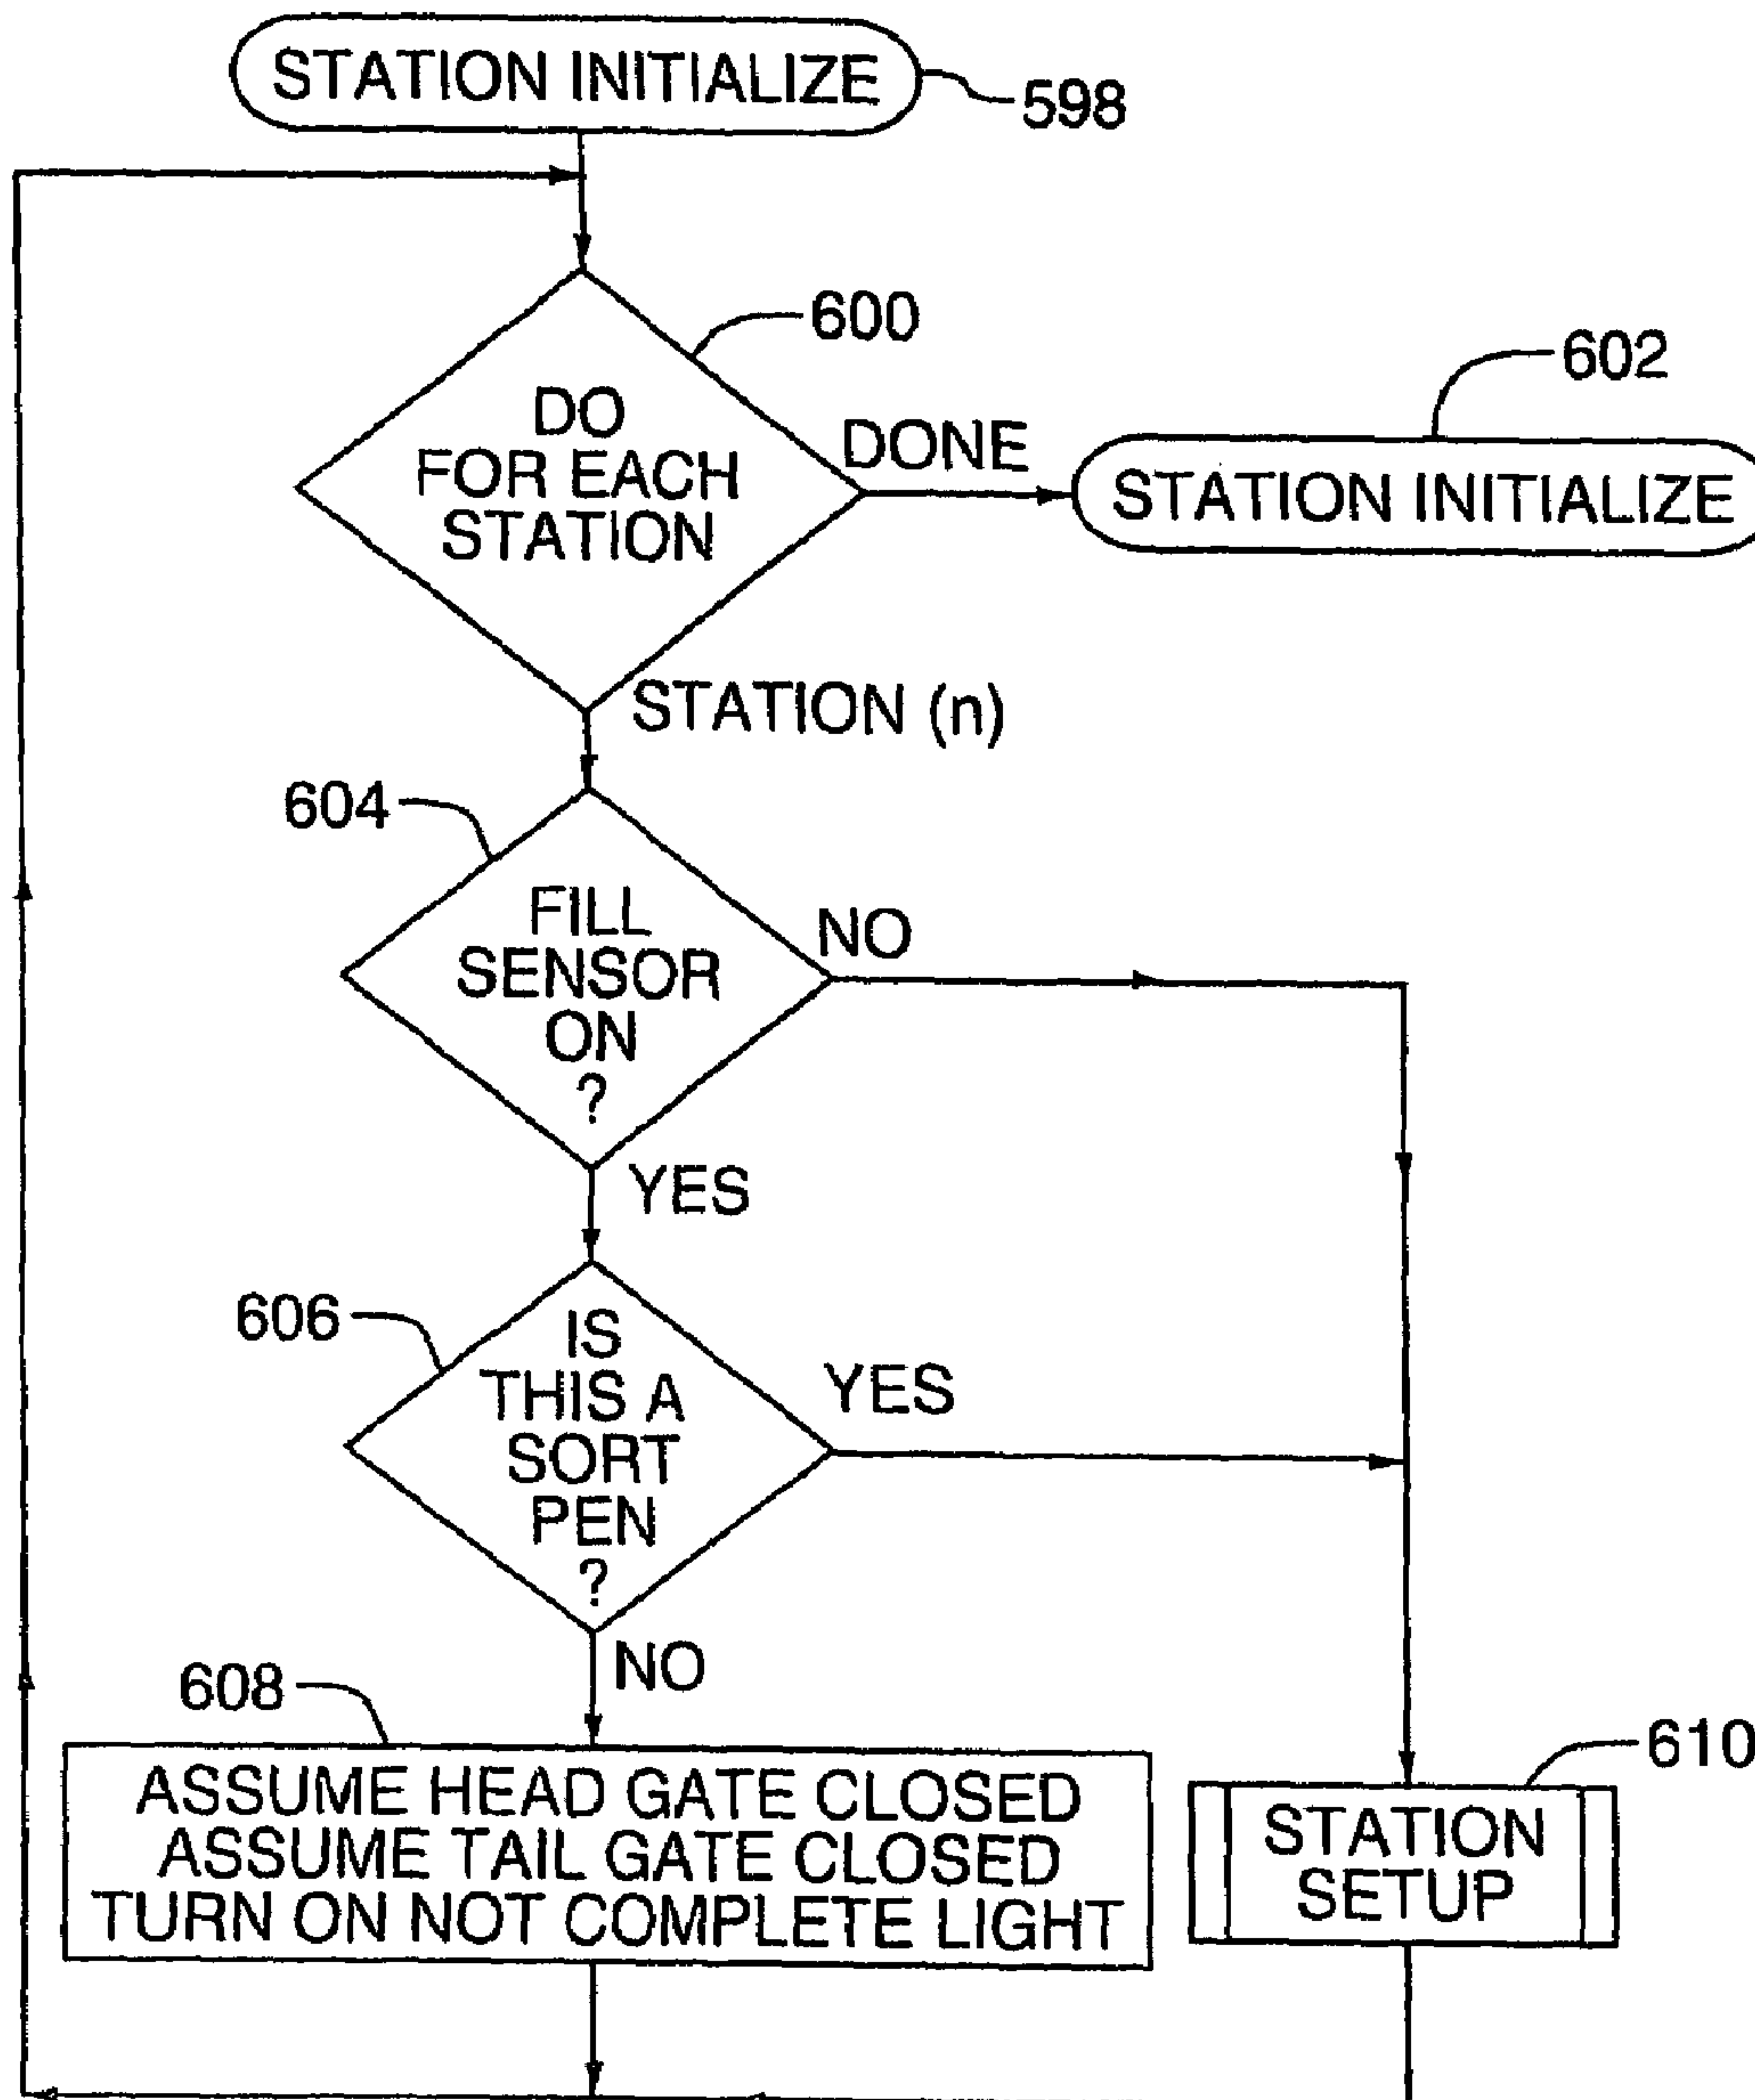 STATION INITIALIZE
598
600
602
DO
FOR EACH
STATION
DONE
STATION INITIALIZE
STATION (n)
604
FILL
SENSOR
ON
?
NO
YES
606
IS
THIS A
SORT
PEN
?
YES
NO
608
610
ASSUME HEAD GATE CLOSED
ASSUME TAIL GATE CLOSED
TURN ON NOT COMPLETE LIGHT
STATION
SETUP